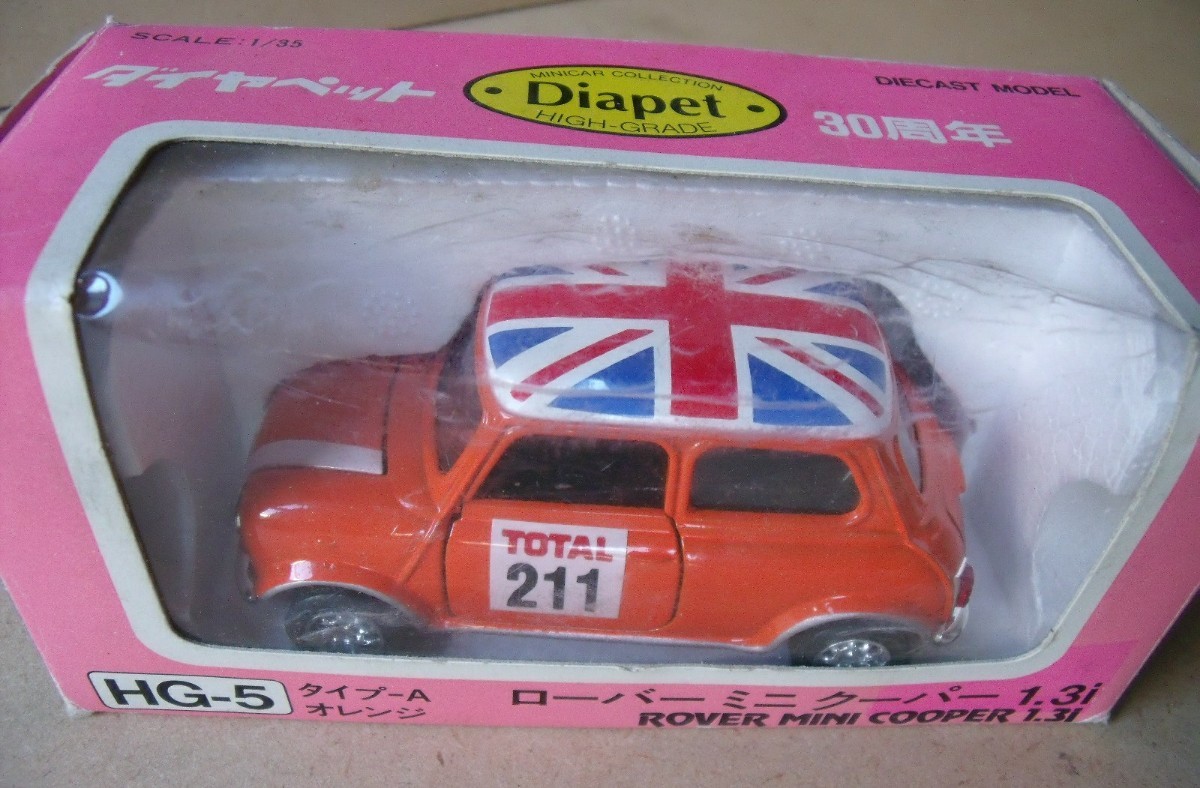 SCALE:1/35
ダイヤペット
MINICAR COLLECTION
Diapet
HIGH-GRADE
DIECAST MODEL
30周年
TOTAL
211
HG-5
タイプ-A
オレンジ
ローバー ミニ クーパー 1.3i
ROVER MINI COOPER 1.3i